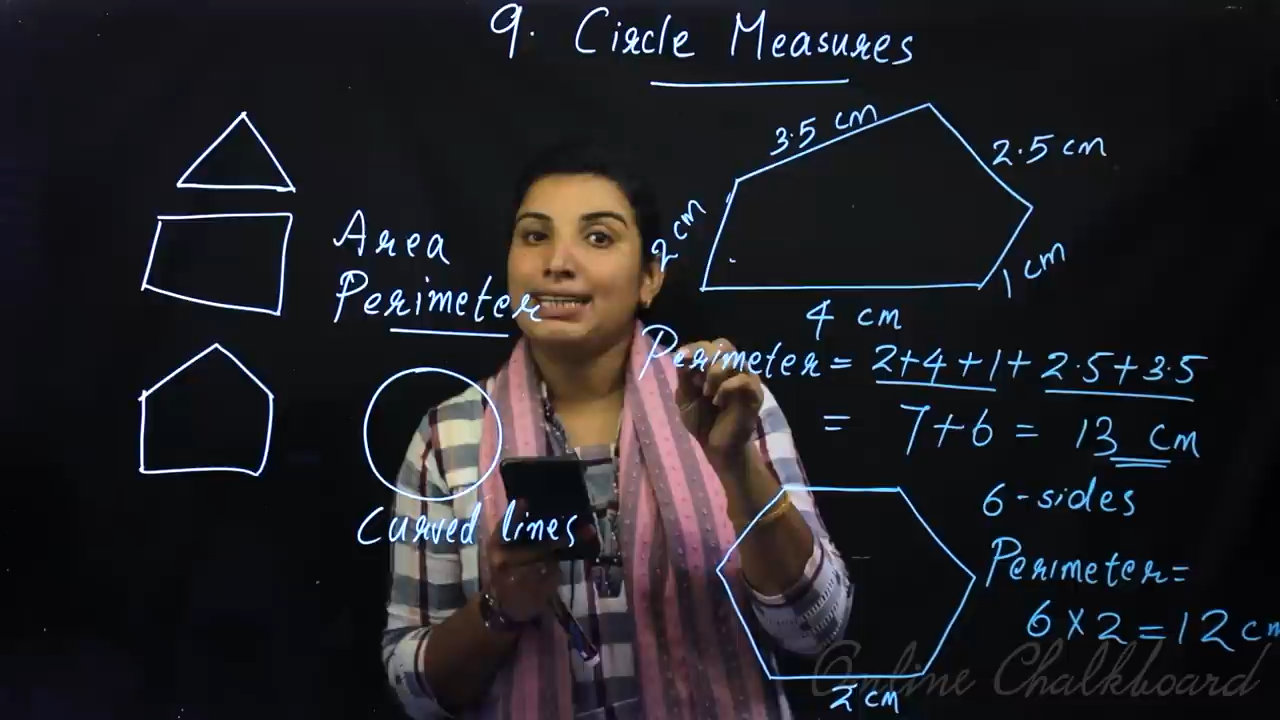 9. Circle Measures
3.5 cm
2.5 cm
2 cm
1 cm
4 cm
Area
Perimeter
Perimeter = 2+4+1+2.5+3.5
= 7+6 = 13 cm
Curved lines
6-sides
Perimeter=
6×2=12 cm
2 cm
Online Chalkboard